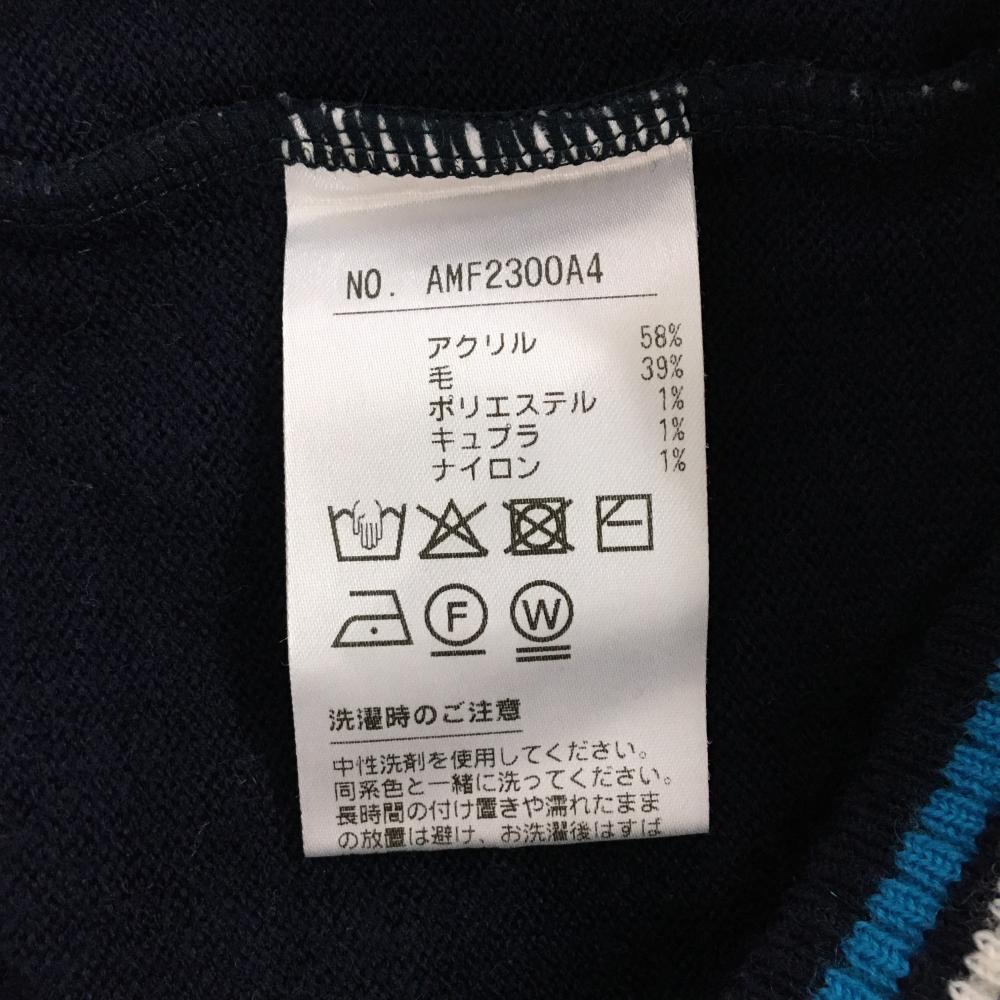 NO. AMF2300A4
アクリル 58%
毛 39%
ポリエステル 1%
キュプラ 1%
ナイロン 1%
F W
洗濯時のご注意
中性洗剤を使用してください。
同系色と一緒に洗ってください。
長時間の付け置きや濡れたまま
の放置は避け、お洗濯後はすば